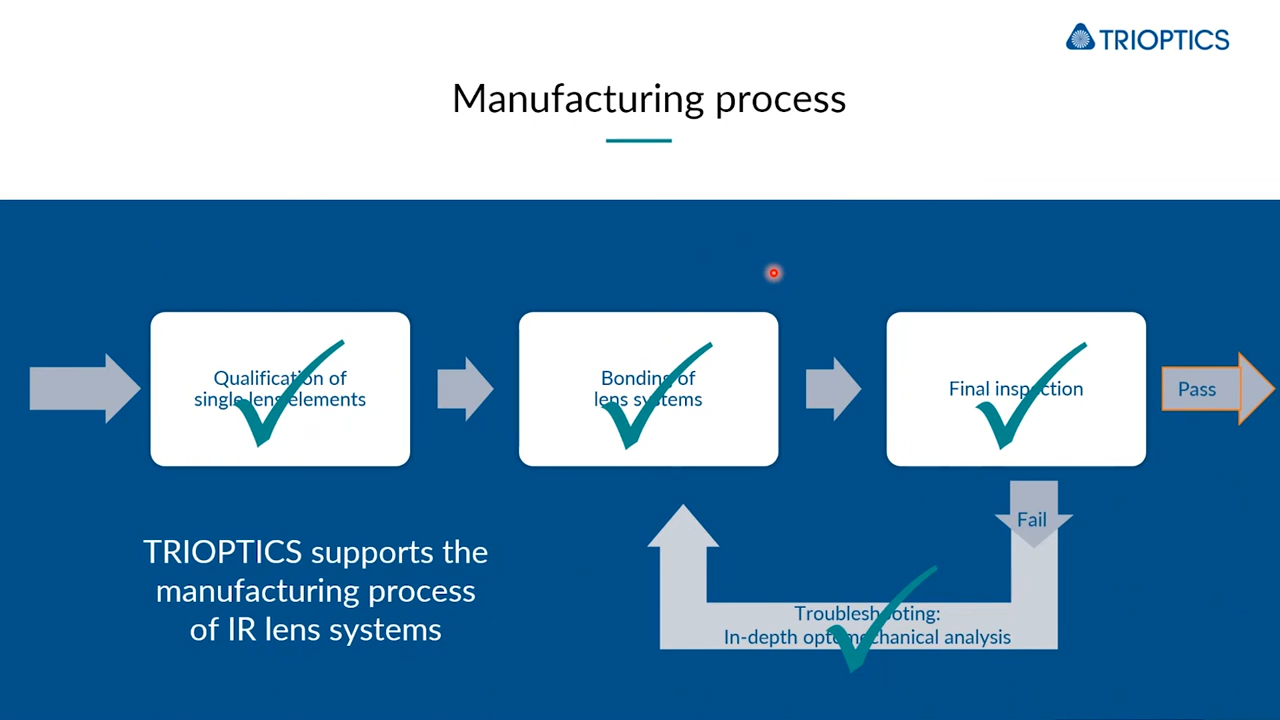 TRIOPTICS
Manufacturing process
Qualification of
single lens elements
Bonding of
lens systems
Final inspection
Pass
Fail
TRIOPTICS supports the
manufacturing process
of IR lens systems
Troubleshooting:
In-depth optomechanical analysis